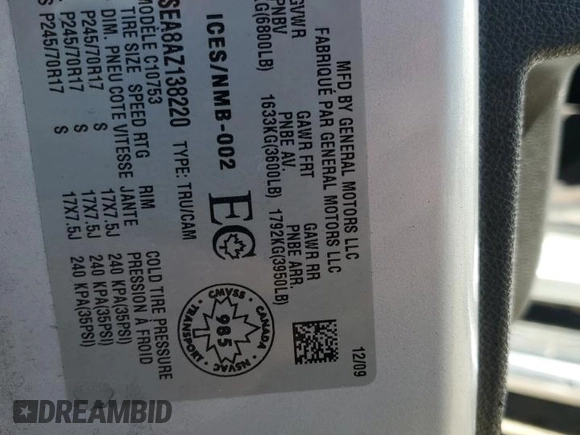 MFD BY GENERAL MOTORS LLC
FABRIQUÉ PAR GENERAL MOTORS LLC
GVWR GAWR FRT GAWR RR
PNBV PNBE AV. PNBE ARR.
KG(6800LB) 1633KG(3600LB) 1792KG(3950LB)
12/09
ICES/NMB-002
EC
CMVSS
CANADA
NSVAC
TRANSPORT
985
SEA8AZ138220 TYPE: TRU/CAM
MODÈLE C10753
TIRE SIZE SPEED RTG RIM COLD TIRE PRESSURE
DIM. PNEU COTE VITESSE JANTE PRESSION À FROID
P245/70R17 S 17X7.5J 240 KPA(35PSI)
P245/70R17 S 17X7.5J 240 KPA(35PSI)
S P245/70R17 S 17X7.5J 240 KPA(35PSI)
DREAMBID